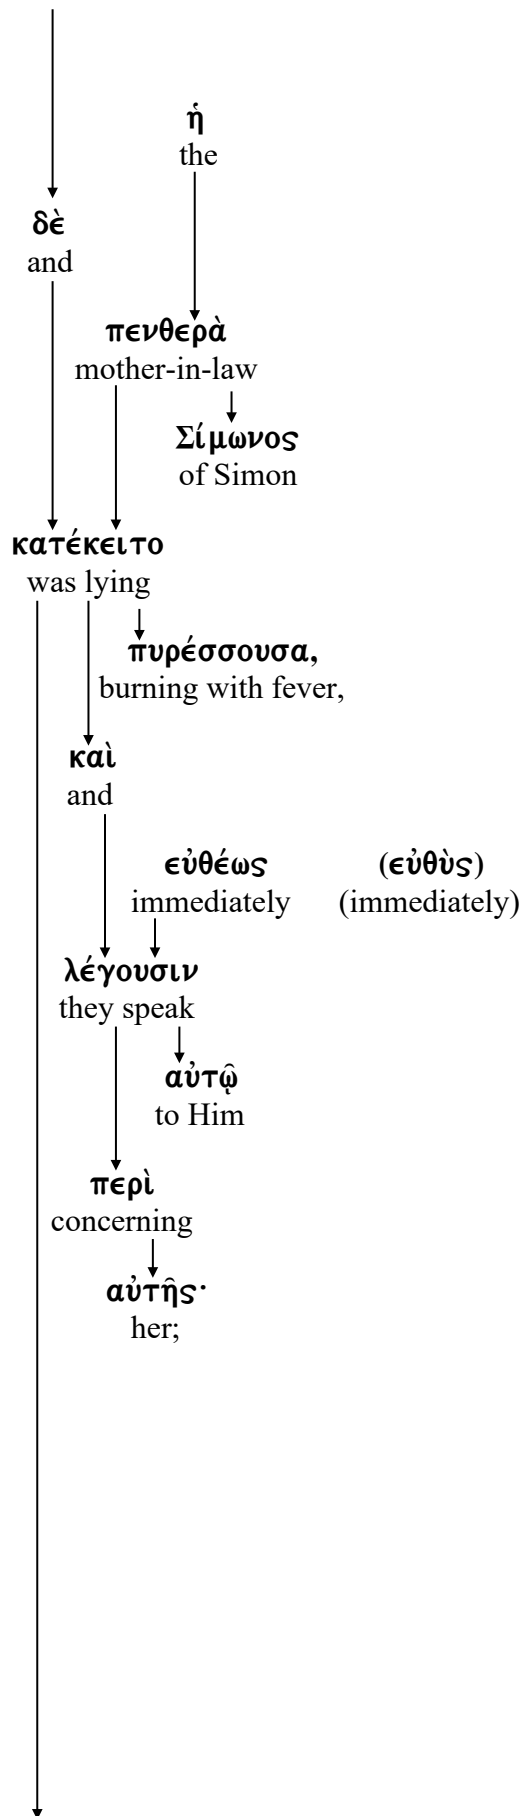 ἡ
the
δὲ
and
πενθερὰ
mother-in-law
Σίμωνος
of Simon
κατέκειτο
was lying
πυρέσσουσα,
burning with fever,
καὶ
and
εὐθέως (εὐθὺς)
immediately (immediately)
λέγουσιν
they speak
αὐτῷ
to Him
περὶ
concerning
αὐτῆς·
her;